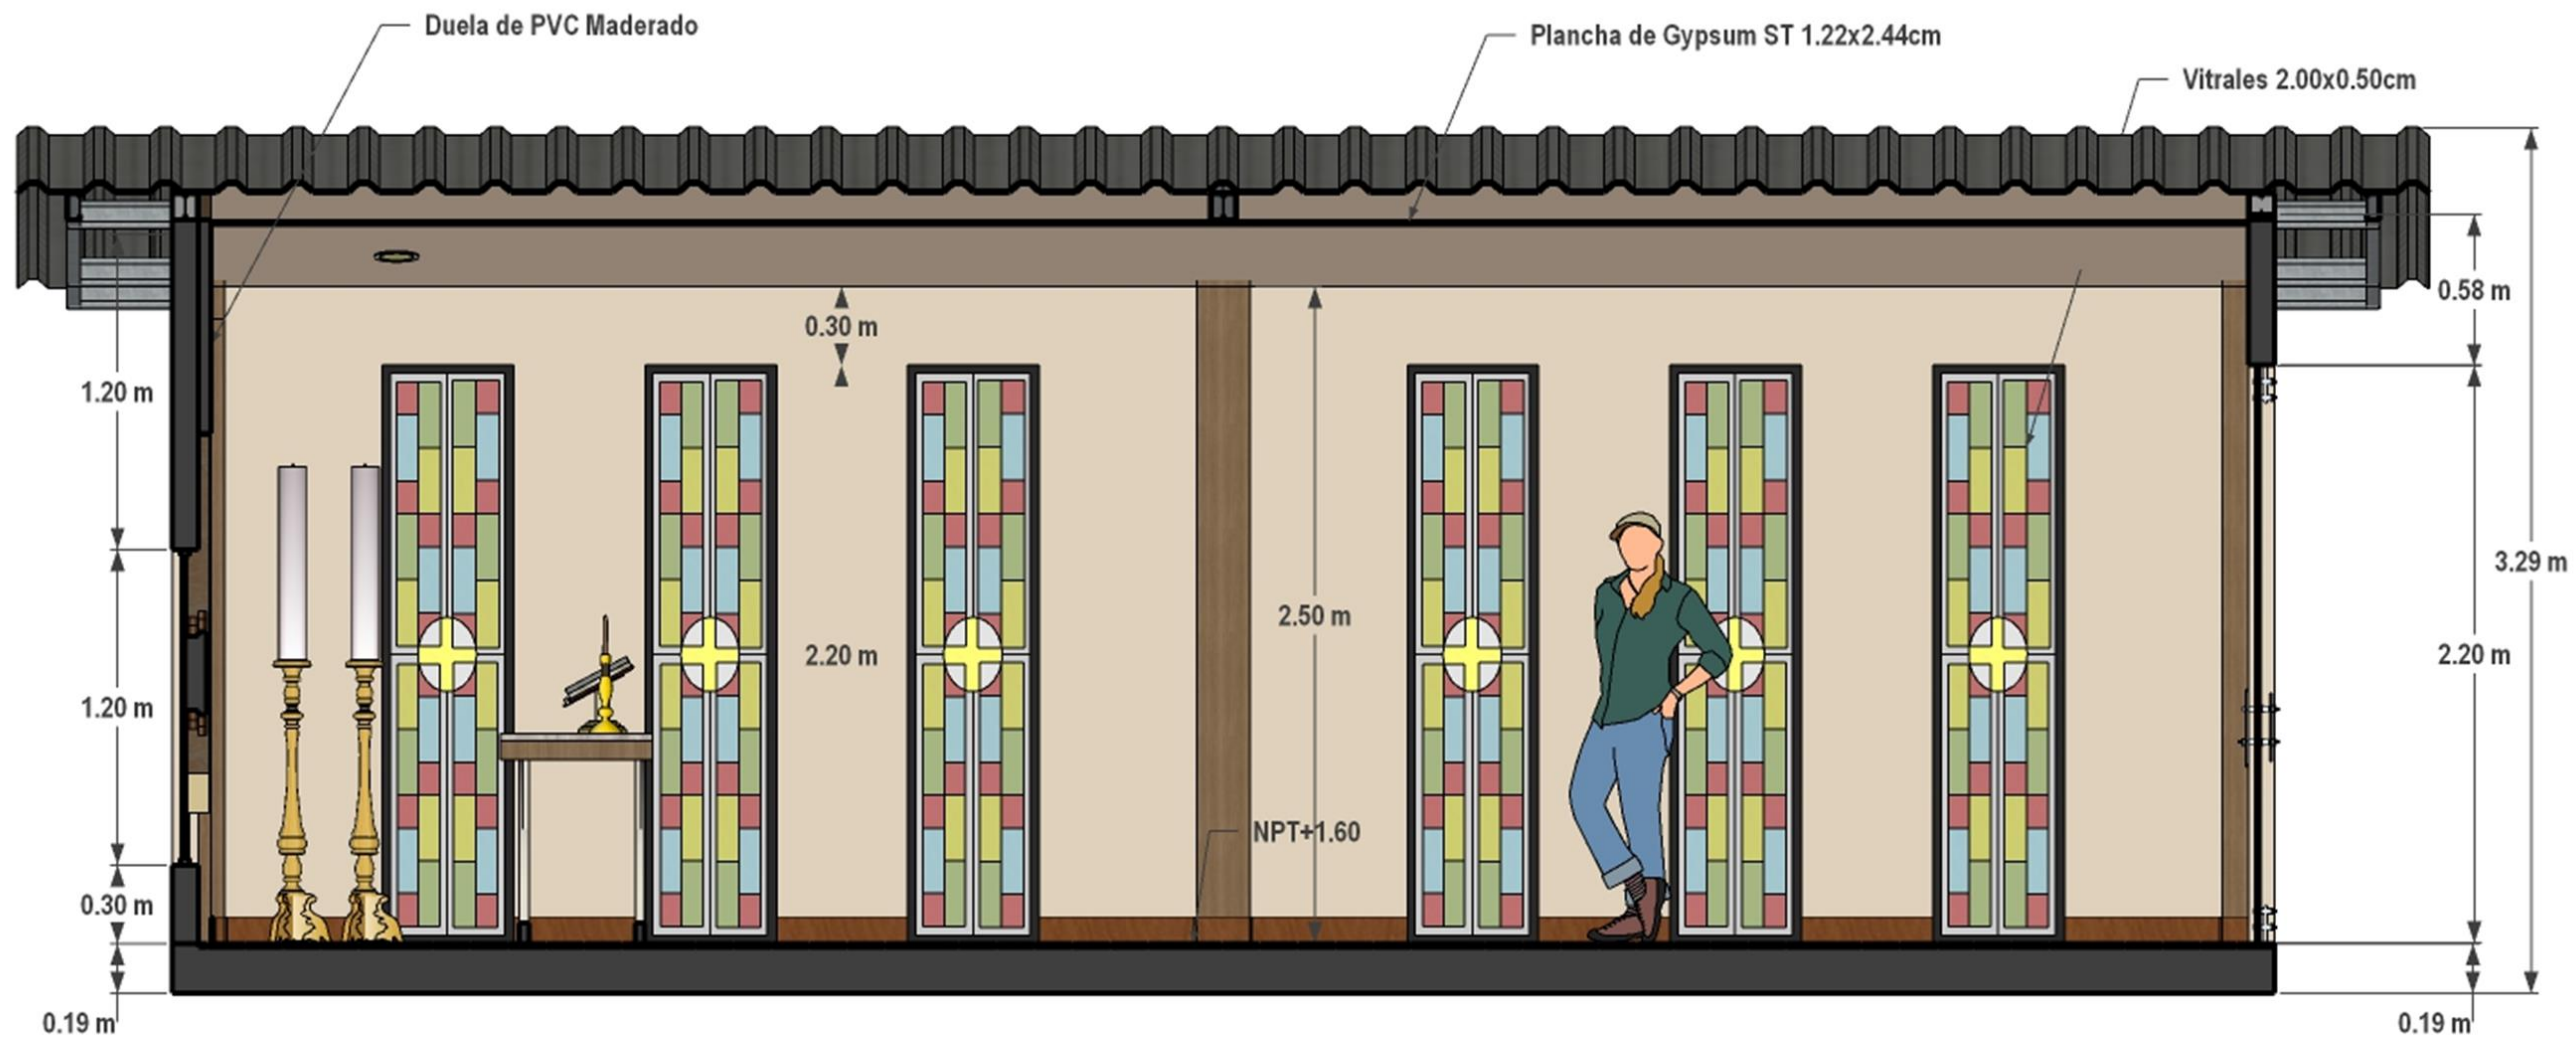 Duela de PVC Maderado
Plancha de Gypsum ST 1.22x2.44cm
Vitrales 2.00x0.50cm
0.58 m
0.30 m
1.20 m
3.29 m
2.50 m
2.20 m
2.20 m
1.20 m
NPT+1.60
0.30 m
0.19 m
0.19 m